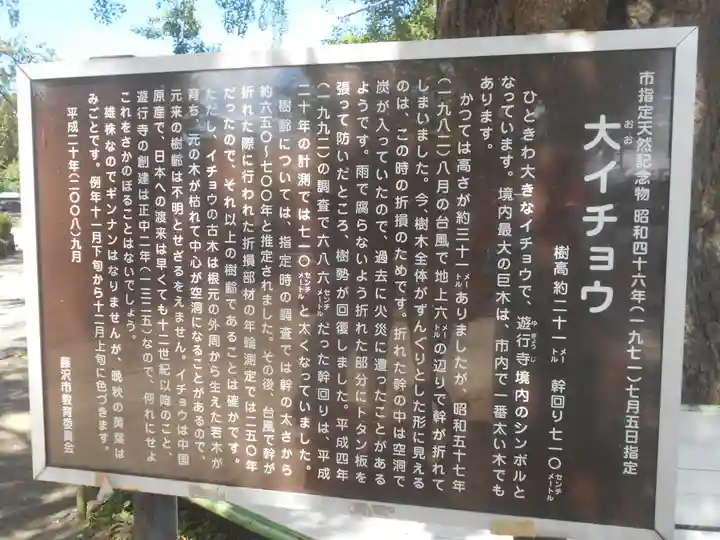 市指定天然記念物 昭和四十六年(一九七一)七月五日指定
大イチョウ
おお
樹高 約二十一メートル 幹回り七一〇センチメートル
ひときわ大きなイチョウで、遊行寺境内のシンボルと
ゆぎょうじ
なっています。境内最大の巨木は、市内で一番太い木でも
あります。
かつては高さが約三十一メートルありましたが、昭和五十七年
(一九八二)八月の台風で地上六メートルの辺りで幹が折れて
しまいました。今、樹木全体がずんぐりとした形に見える
のは、この時の折損のためです。折れた幹の中は空洞で
炭が入っていたので、過去に火災に遭ったことがある
ようです。雨で腐らないよう折れた部分にトタン板を
張って防いだところ、樹勢が回復しました。平成四年
(一九九二)の調査で六八六センチメートルだった幹回りは、平成
二十年の計測では七一〇センチメートルと太くなっていました。
樹齢については、指定時の調査では幹の太さから
約六五〇〜七〇〇年と推定されました。その後、台風で幹が
折れた際に行われた折損部材の年輪測定では二五〇年
だったので、それ以上の樹齢であることは確かです。
ただし、イチョウの古木は根元の外周から生えた若木が
育ち、元の木が枯れて中心が空洞になることがあるので、
元来の樹齢は不明とせざるをえません。イチョウは中国
原産で、日本への渡来は早くても十二世紀以降のこと、
遊行寺の創建は正中二年(一三二五)なので、何れにせよ
これをさかのぼることはないでしょう。
雄株なのでギンナンはなりませんが、晩秋の黄葉は
みごとです。例年十一月下旬から十二月上旬に色づきます。
平成二十年(二〇〇八)九月
藤沢市教育委員会